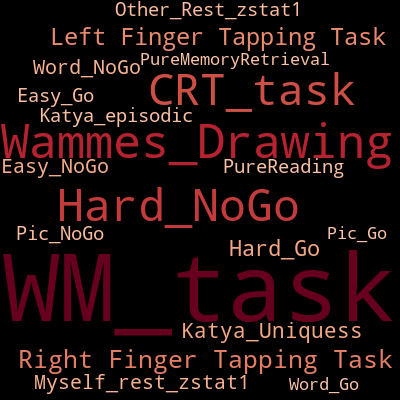 Other_Rest_zstat1
Left Finger Tapping Task
PureMemoryRetrieval
Word_NoGo
CRT_task
Easy_Go
Katya_episodic
Wammes_Drawing
Easy_NoGo
PureReading
Hard_NoGo
Pic_NoGo
Pic_Go
Hard_Go
WM_task
Katya_Uniquess
Right Finger Tapping Task
Myself_rest_zstat1
Word_Go